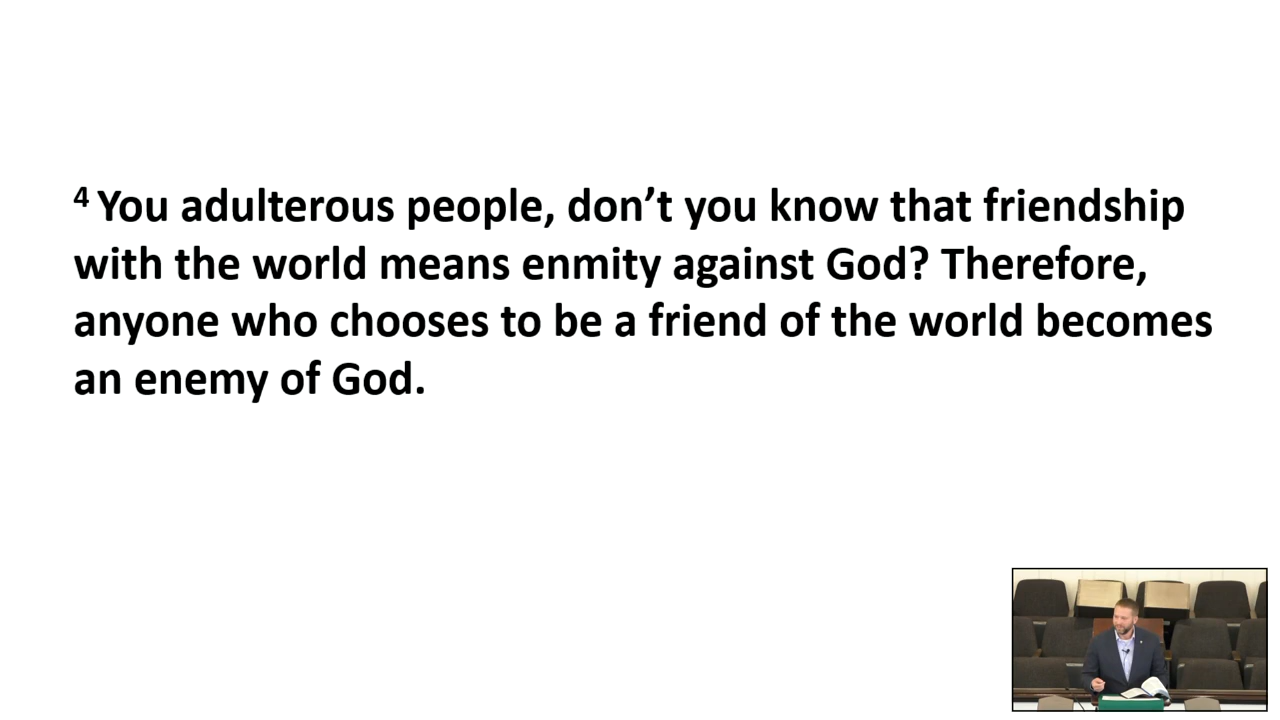 4 You adulterous people, don’t you know that friendship
with the world means enmity against God? Therefore,
anyone who chooses to be a friend of the world becomes
an enemy of God.